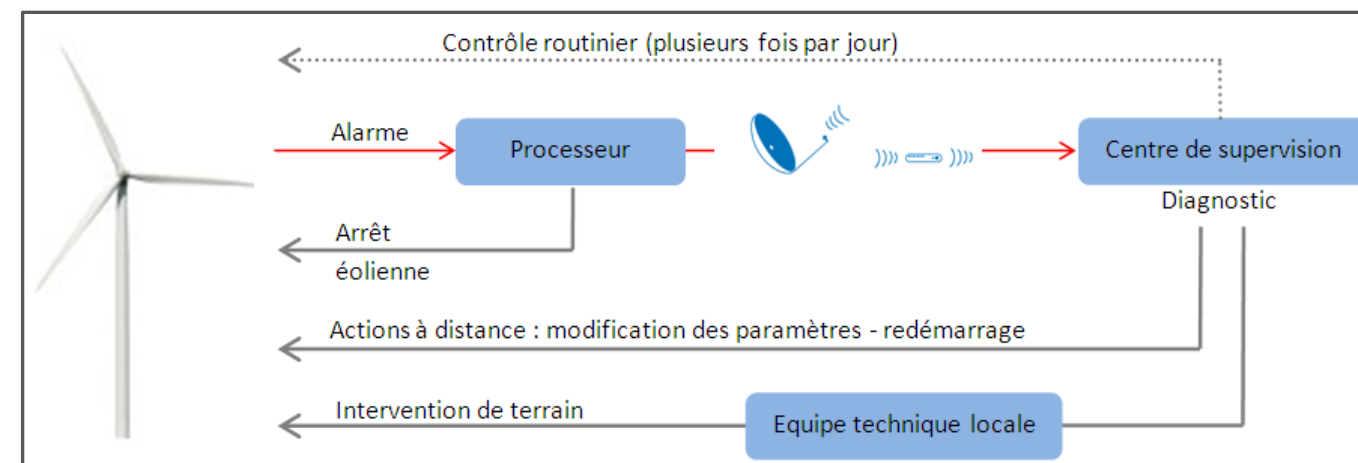 Contrôle routinier (plusieurs fois par jour)
Alarme
Processeur
Centre de supervision
Diagnostic
Arrêt
éolienne
Actions à distance : modification des paramètres - redémarrage
Intervention de terrain
Equipe technique locale